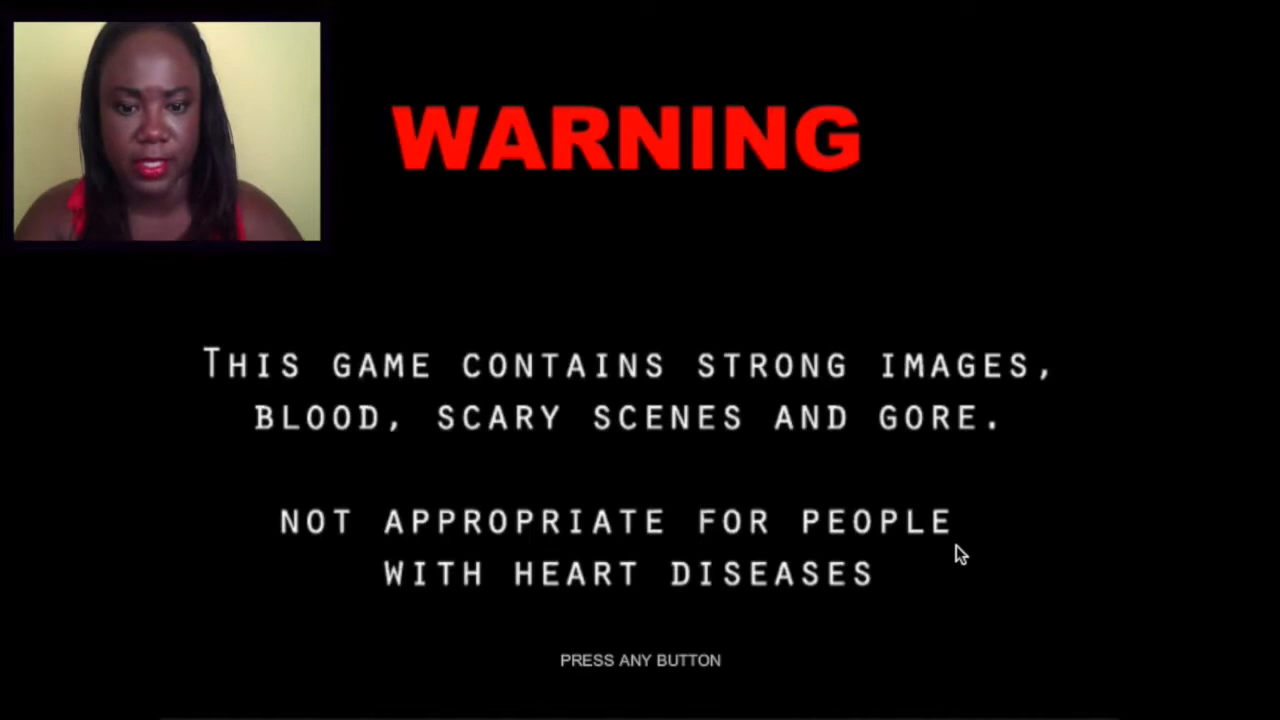 WARNING
THIS GAME CONTAINS STRONG IMAGES,
BLOOD, SCARY SCENES AND GORE.
NOT APPROPRIATE FOR PEOPLE
WITH HEART DISEASES
PRESS ANY BUTTON